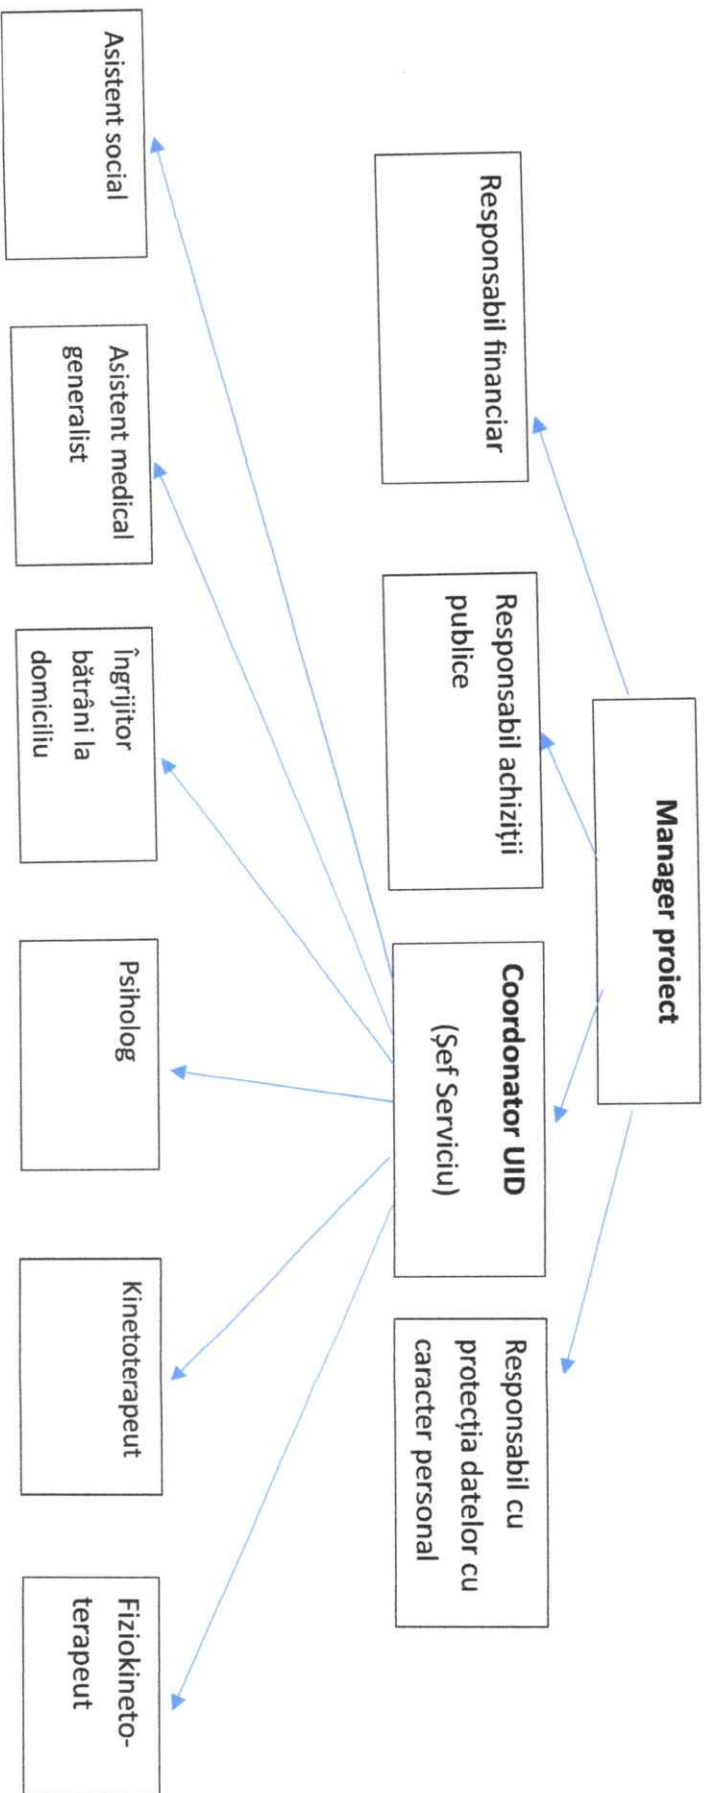 Manager proiect
Responsabil financiar
Responsabil achiziții
publice
Coordonator UID
(Șef Serviciu)
Responsabil cu
protecția datelor cu
caracter personal
Asistent social
Asistent medical
generalist
Îngrijitor
bătrâni la
domiciliu
Psiholog
Kinetoterapeut
Fiziokineto-
terapeut